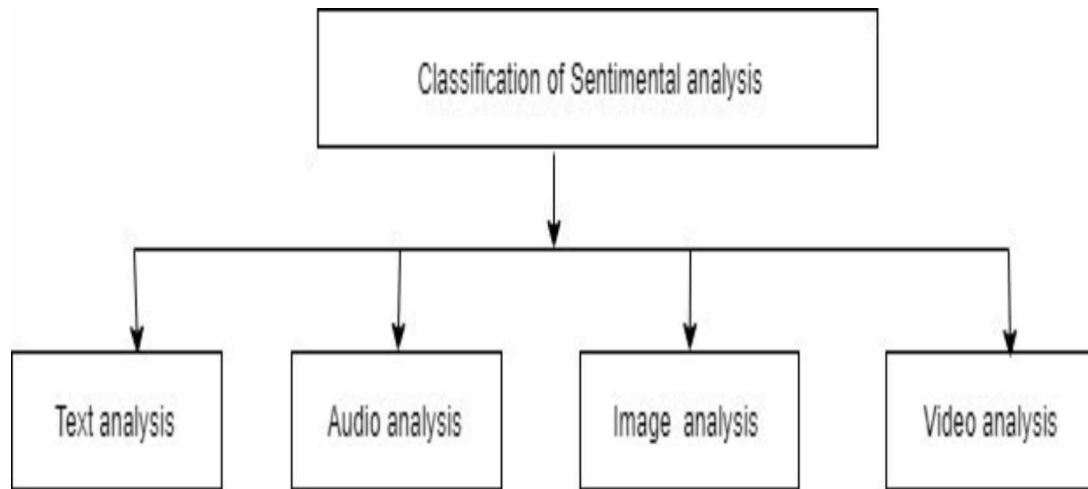 Classification of Sentimental analysis
Text analysis
Audio analysis
Image analysis
Video analysis